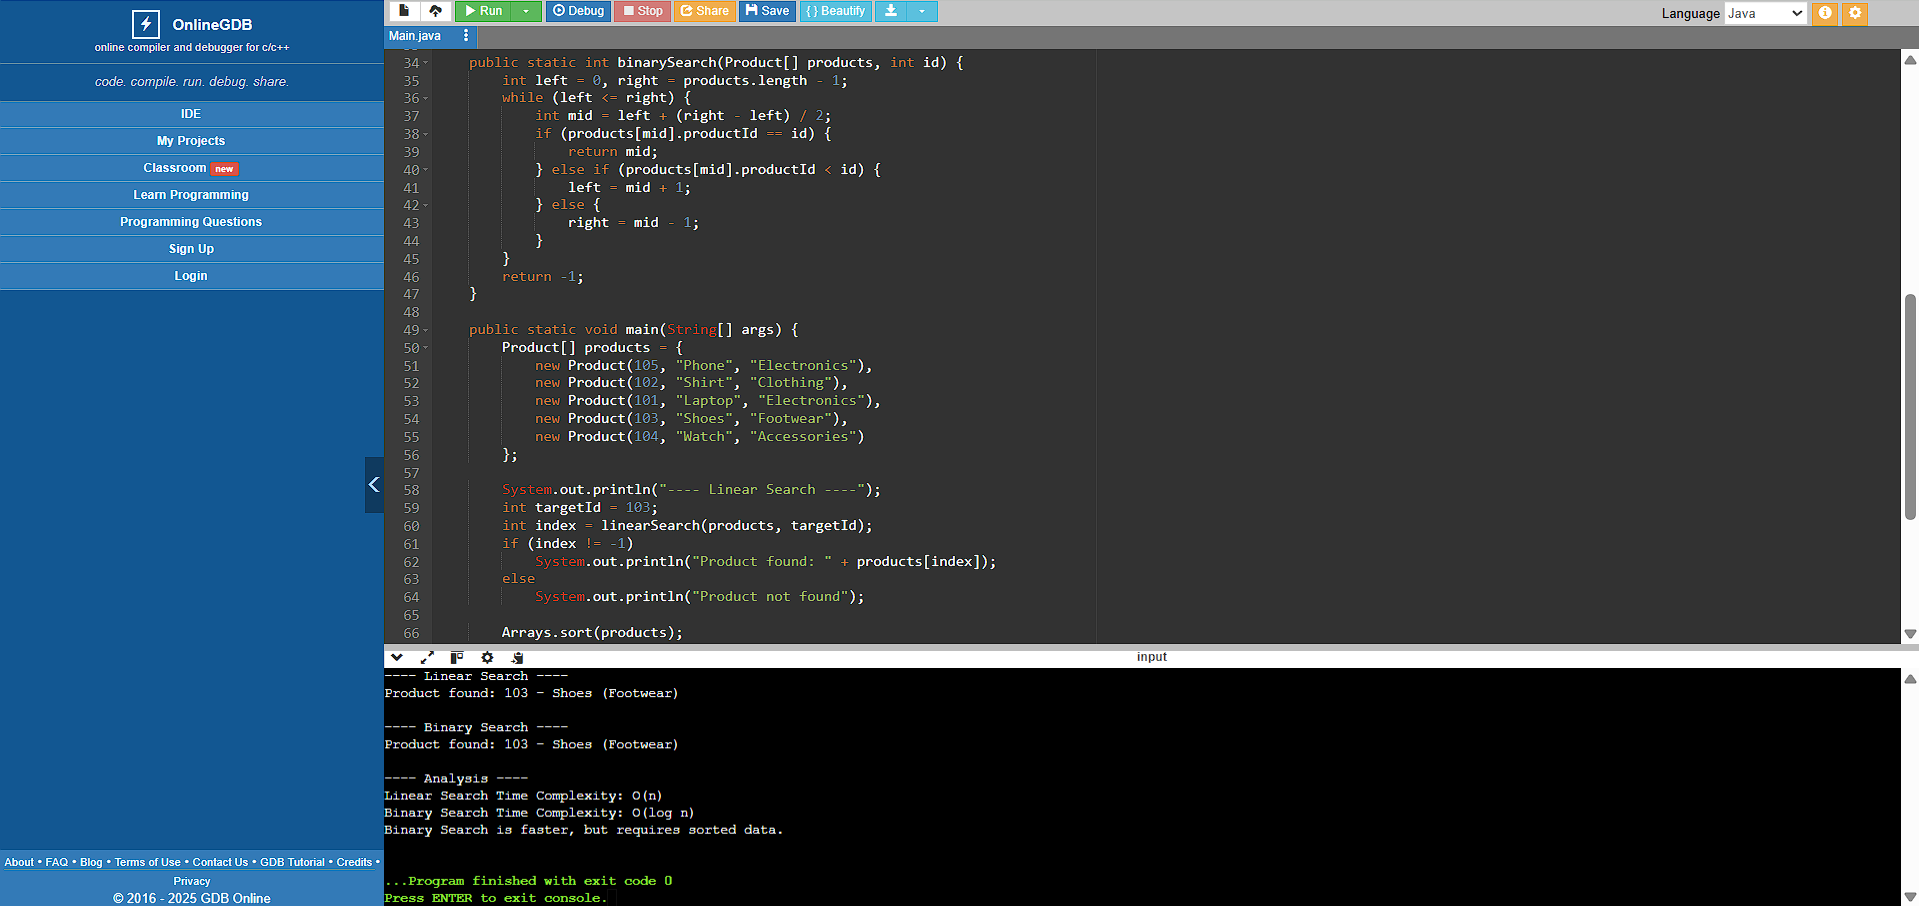 OnlineGDB
online compiler and debugger for c/c++
code. compile. run. debug. share.
IDE
My Projects
Classroom new
Learn Programming
Programming Questions
Sign Up
Login
About • FAQ • Blog • Terms of Use • Contact Us • GDB Tutorial • Credits •
Privacy
© 2016 - 2025 GDB Online
Run Debug Stop Share Save { } Beautify
Language Java
Main.java
34 public static int binarySearch(Product[] products, int id) {
35 int left = 0, right = products.length - 1;
36 while (left <= right) {
37 int mid = left + (right - left) / 2;
38 if (products[mid].productId == id) {
39 return mid;
40 } else if (products[mid].productId < id) {
41 left = mid + 1;
42 } else {
43 right = mid - 1;
44 }
45 }
46 return -1;
47 }
48
49 public static void main(String[] args) {
50 Product[] products = {
51 new Product(105, "Phone", "Electronics"),
52 new Product(102, "Shirt", "Clothing"),
53 new Product(101, "Laptop", "Electronics"),
54 new Product(103, "Shoes", "Footwear"),
55 new Product(104, "Watch", "Accessories")
56 };
57
58 System.out.println("---- Linear Search ----");
59 int targetId = 103;
60 int index = linearSearch(products, targetId);
61 if (index != -1)
62 System.out.println("Product found: " + products[index]);
63 else
64 System.out.println("Product not found");
65
66 Arrays.sort(products);
input
---- Linear Search ----
Product found: 103 - Shoes (Footwear)
---- Binary Search ----
Product found: 103 - Shoes (Footwear)
---- Analysis ----
Linear Search Time Complexity: O(n)
Binary Search Time Complexity: O(log n)
Binary Search is faster, but requires sorted data.
...Program finished with exit code 0
Press ENTER to exit console.